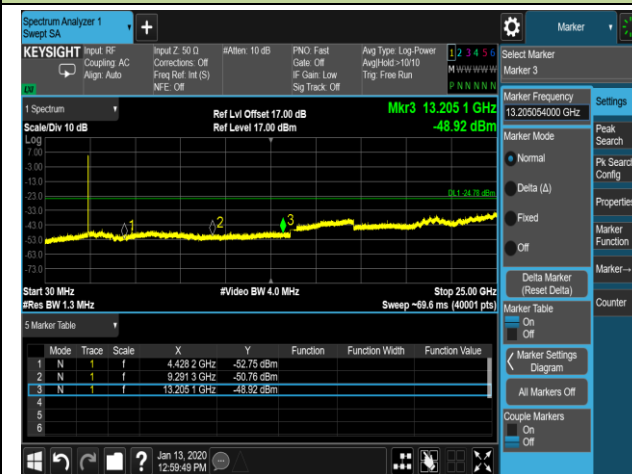 Spectrum Analyzer 1
Swept SA
Marker
KEYSIGHT
Input: RF
Coupling: AC
Align: Auto
Input Z: 50 Ω
Corrections: Off
Freq Ref: Int (S)
NFE: Off
#Atten: 10 dB
PNO: Fast
Gate: Off
IF Gain: Low
Sig Track: Off
Avg Type: Log-Power
Avg|Hold:>10/10
Trig: Free Run
1 2 3 4 5 6
M W W W W W
P N N N N N
LXI
Select Marker
Marker 3
1 Spectrum
Scale/Div 10 dB
Ref Lvl Offset 17.00 dB
Ref Level 17.00 dBm
Mkr3 13.205 1 GHz
-48.92 dBm
Log
7.00
-3.00
-13.0
-23.0
-33.0
-43.0
-53.0
-63.0
-73.0
DL1 -24.79 dBm
1
2
3
Start 30 MHz
#Res BW 1.3 MHz
#Video BW 4.0 MHz
Stop 25.00 GHz
Sweep ~69.6 ms (40001 pts)
5 Marker Table
Mode Trace Scale X Y Function Function Width Function Value
1 N 1 f 4.428 2 GHz -52.75 dBm
2 N 1 f 9.291 3 GHz -50.76 dBm
3 N 1 f 13.205 1 GHz -48.92 dBm
4
5
6
Marker Frequency
13.205054000 GHz
Marker Mode
Normal
Delta (Δ)
Fixed
Off
Delta Marker
(Reset Delta)
Marker Table
On
Off
Marker Settings
Diagram
All Markers Off
Couple Markers
On
Off
Settings
Peak
Search
Pk Search
Config
Properties
Marker
Function
Marker→
Counter
?
Jan 13, 2020
12:59:49 PM